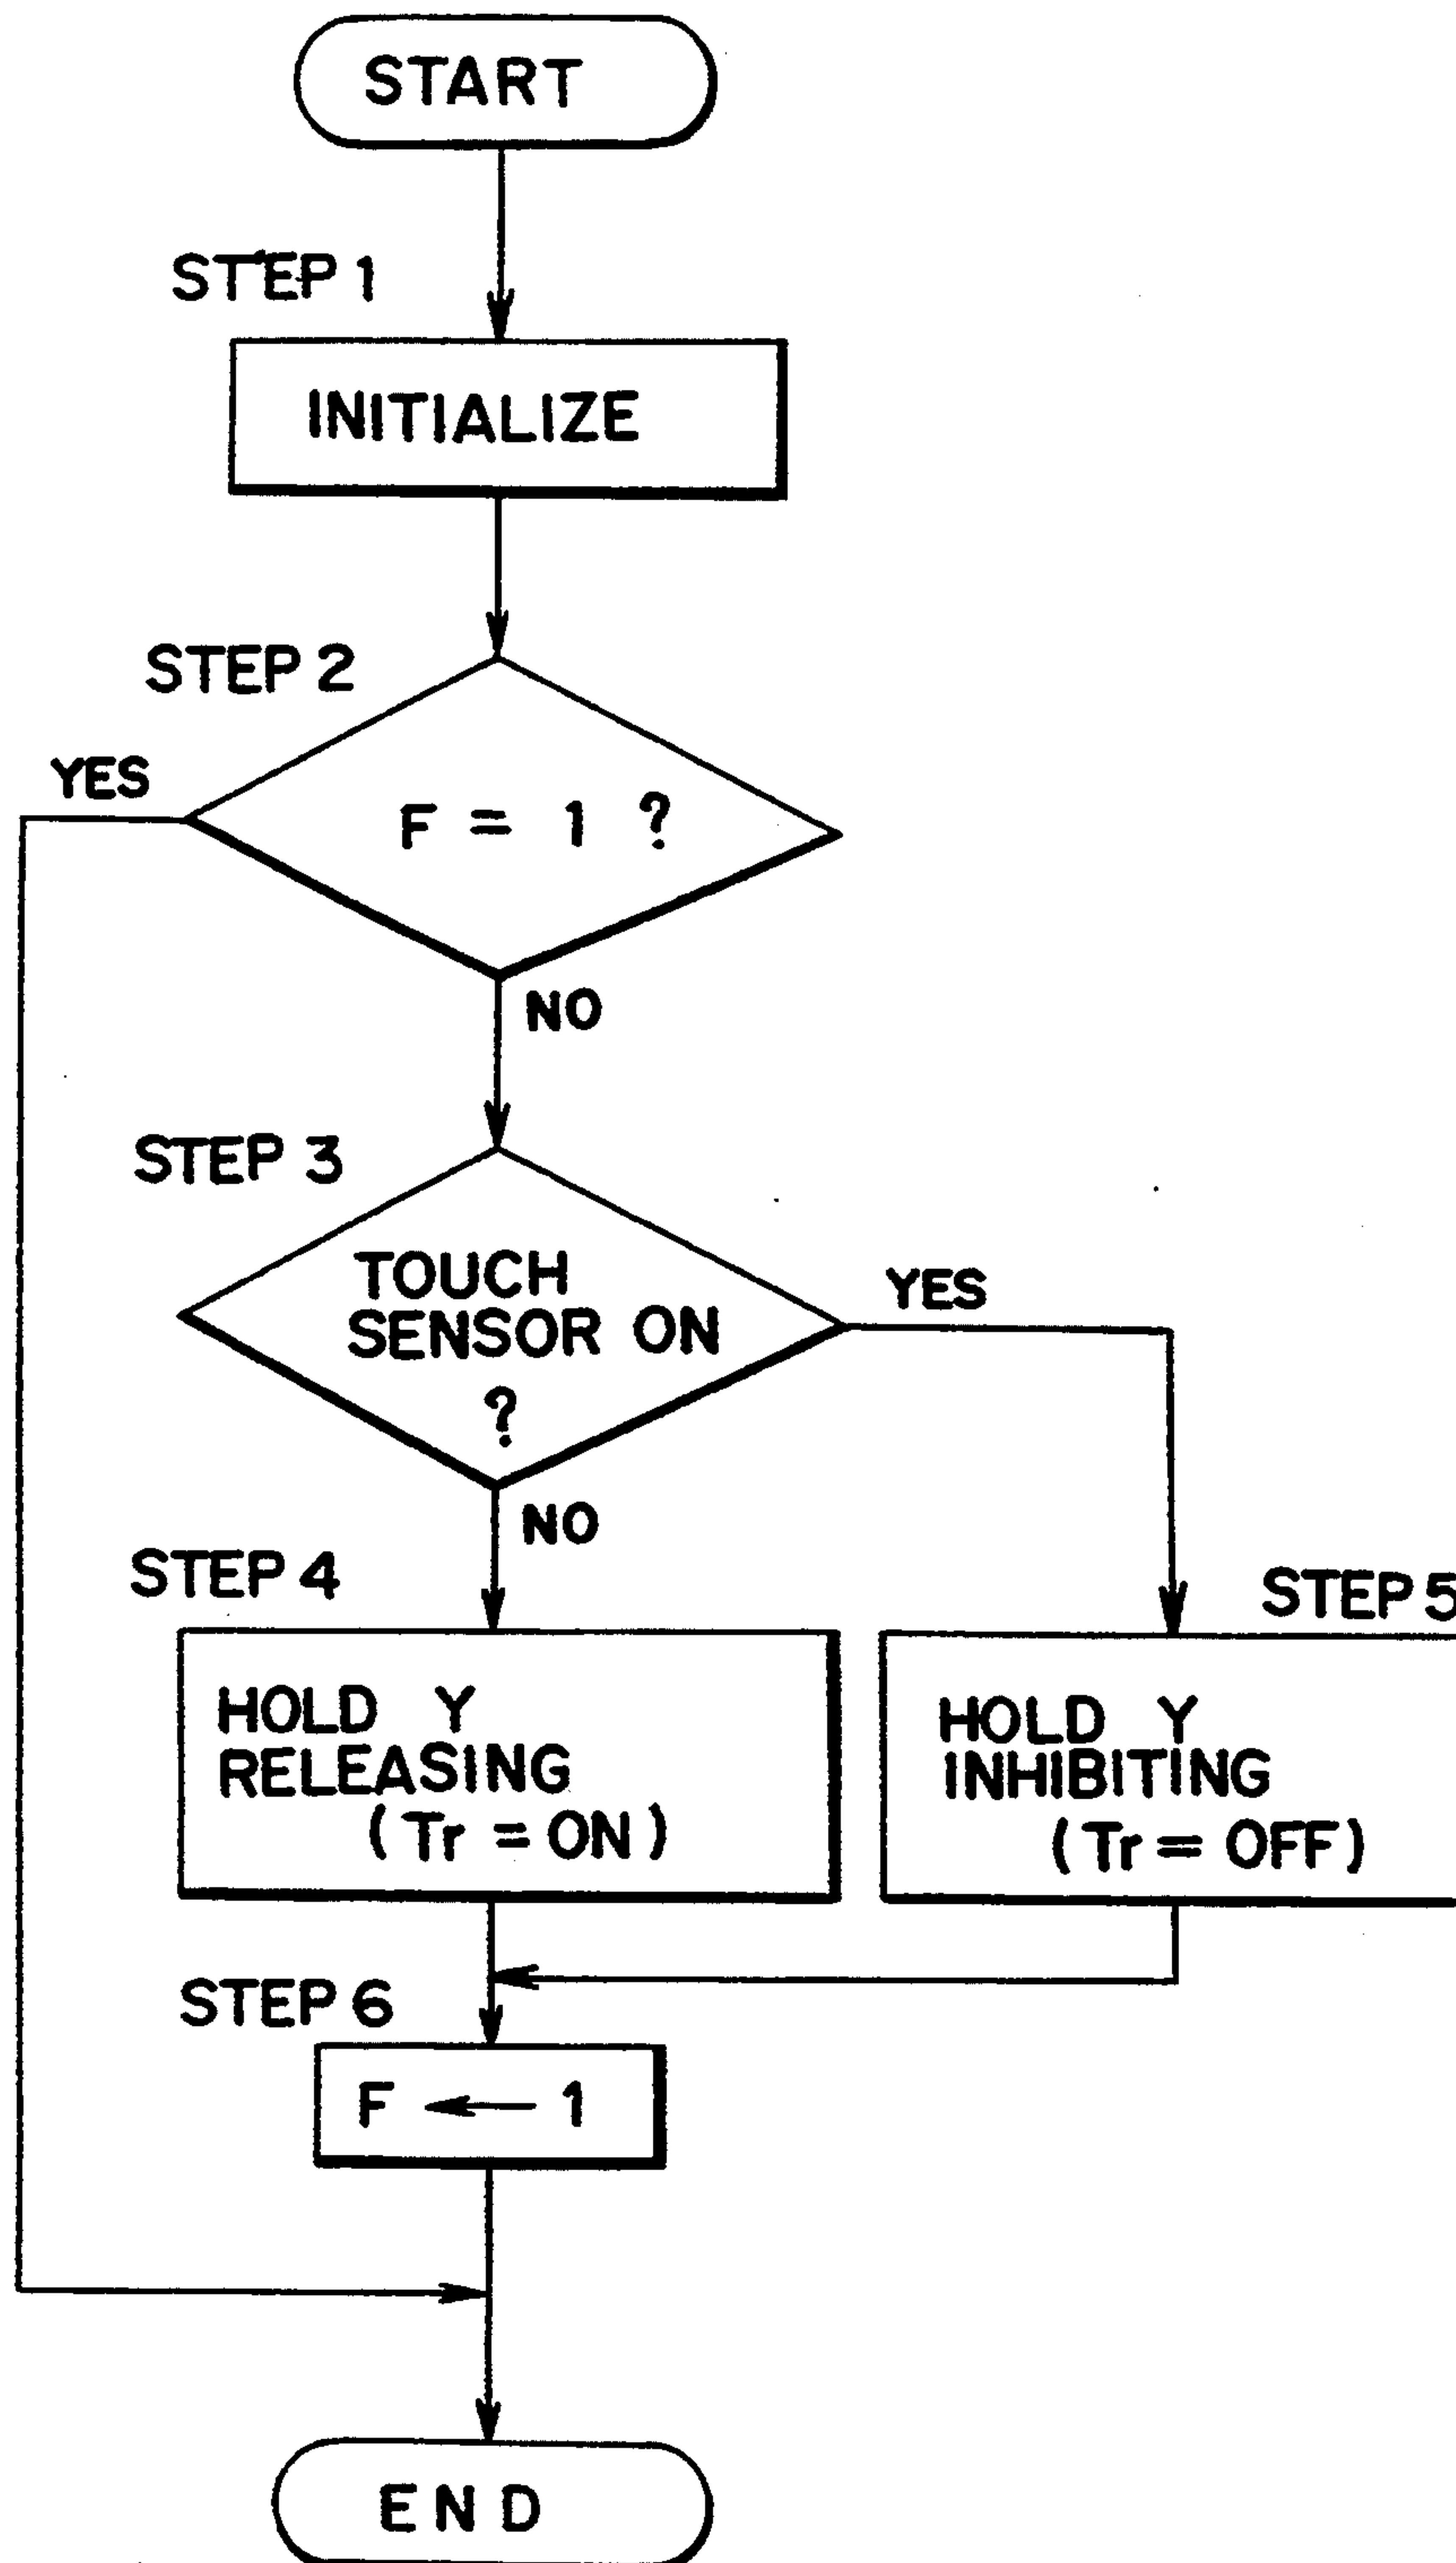 START
STEP 1
INITIALIZE
STEP 2
YES
F = 1 ?
NO
STEP 3
TOUCH
SENSOR ON
?
YES
NO
STEP 4
STEP 5
HOLD Y
RELEASING
(Tr = ON)
HOLD Y
INHIBITING
(Tr = OFF)
STEP 6
F ← 1
END